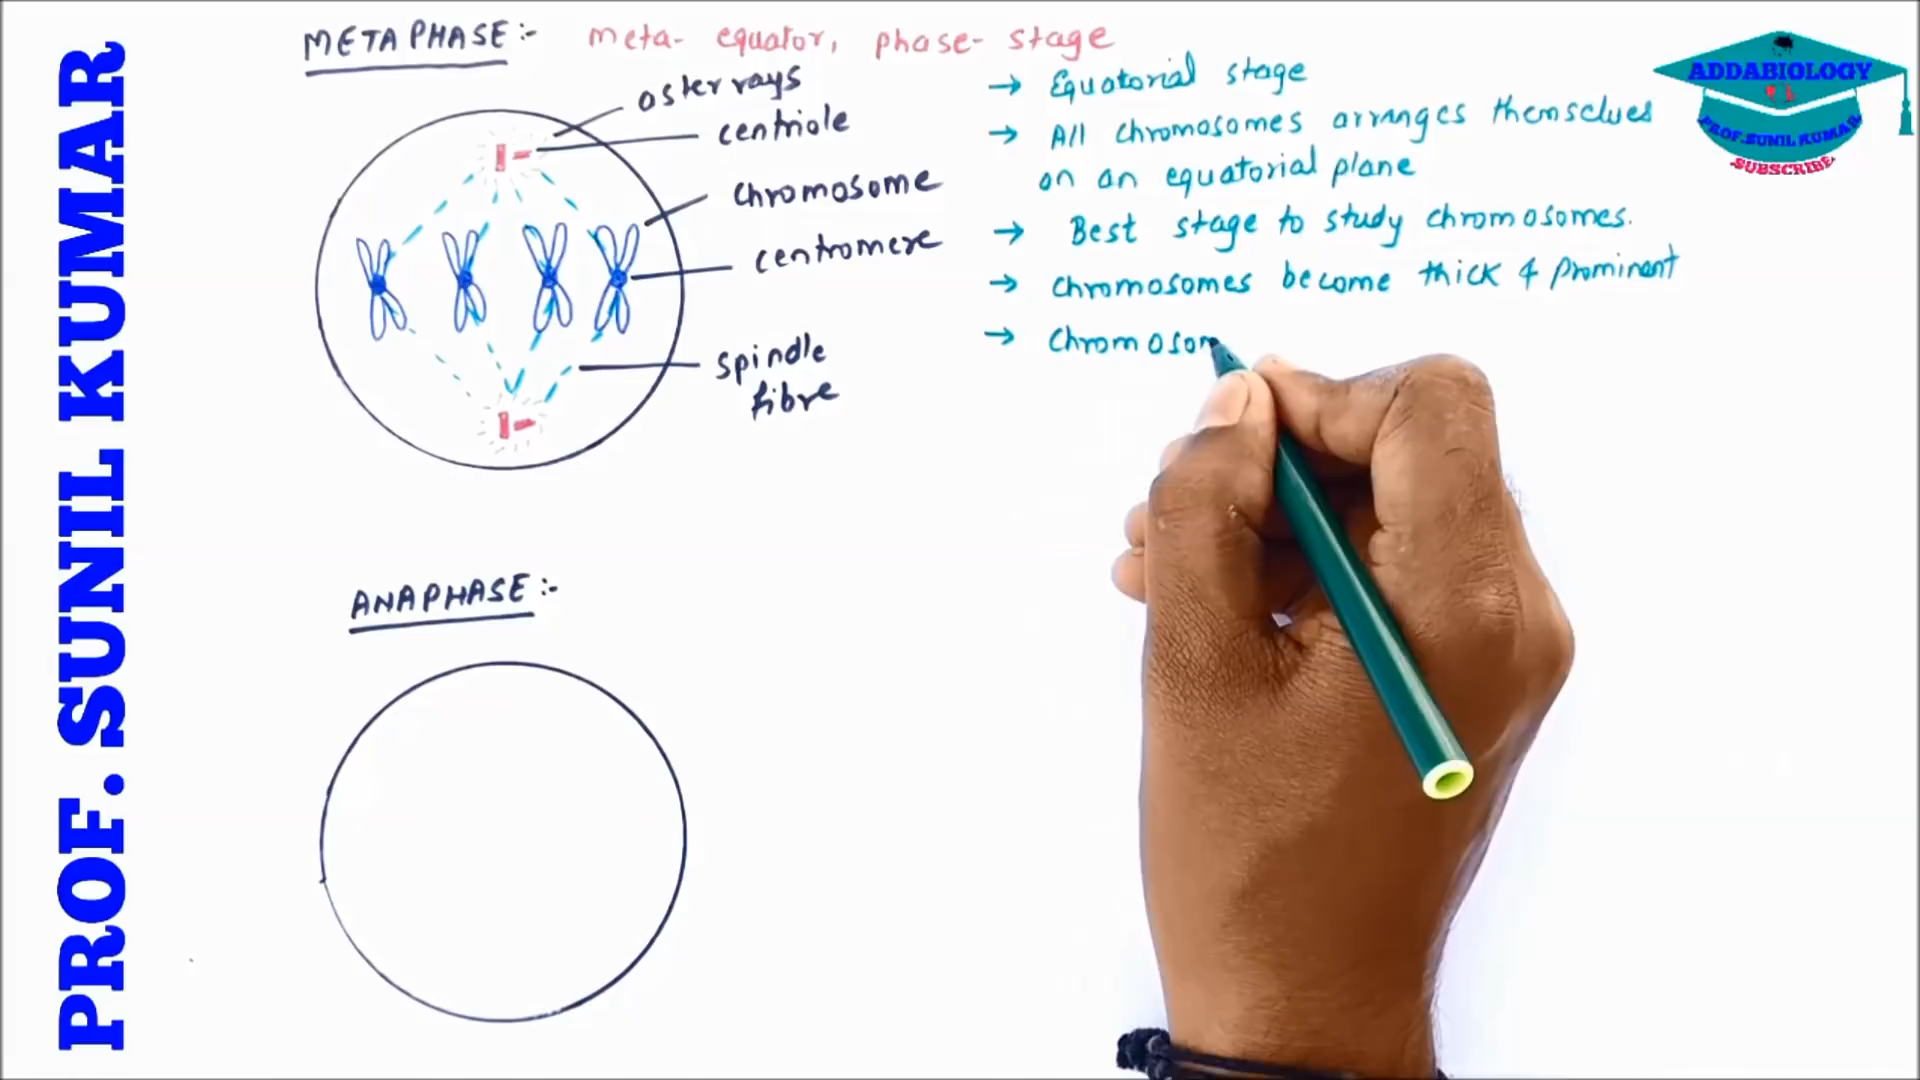 PROF. SUNIL KUMAR
METAPHASE:- meta- equator, phase- stage
aster rays
centriole
chromosome
centromere
spindle
fibre
→ Equatorial stage
→ All chromosomes arranges themselves
on an equatorial plane
→ Best stage to study chromosomes.
→ Chromosomes become thick & prominent
→ Chromosom
ADDABIOLOGY
PROF.SUNIL KUMAR
SUBSCRIBE
ANAPHASE:-